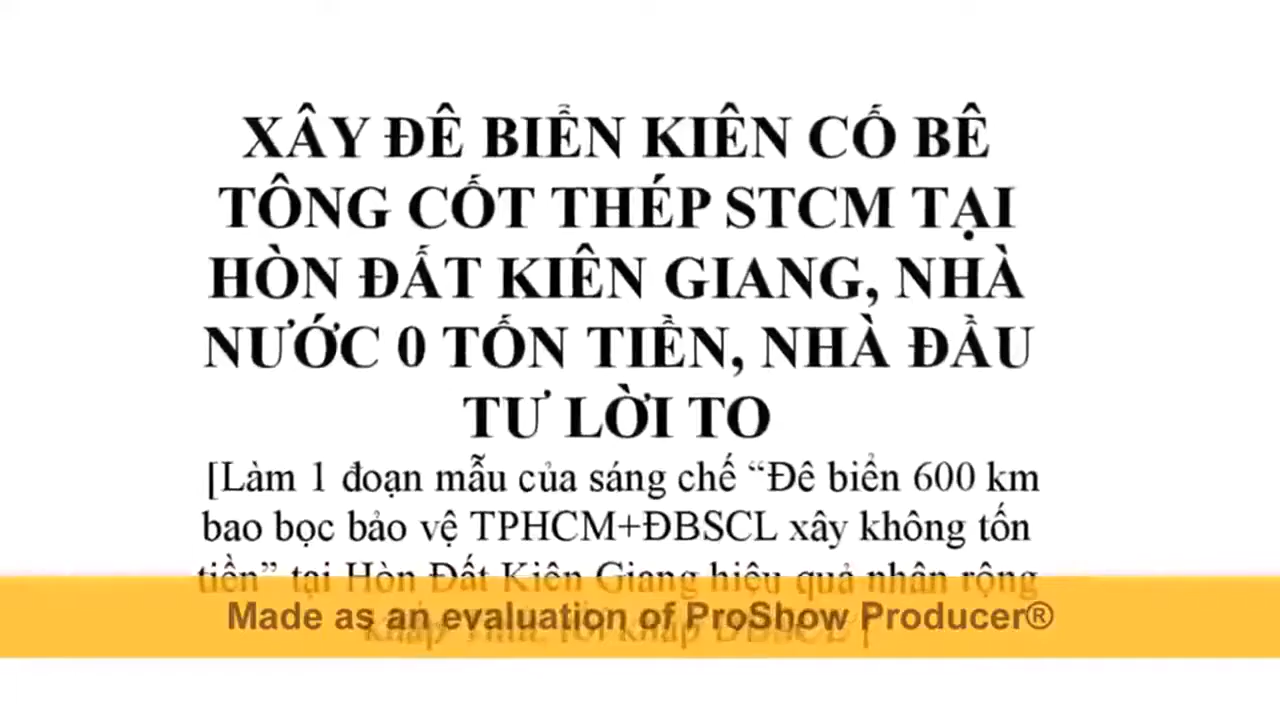 XÂY ĐÊ BIỂN KIÊN CỐ BÊ
TÔNG CỐT THÉP STCM TẠI
HÒN ĐẤT KIÊN GIANG, NHÀ
NƯỚC 0 TỐN TIỀN, NHÀ ĐẦU
TƯ LỜI TO
[Làm 1 đoạn mẫu của sáng chế “Đê biển 600 km
bao bọc bảo vệ TPHCM+ĐBSCL xây không tốn
tiền” tại Hòn Đất Kiên Giang hiệu quả nhân rộng
Made as an evaluation of ProShow Producer®
khắp ĐBSCL]